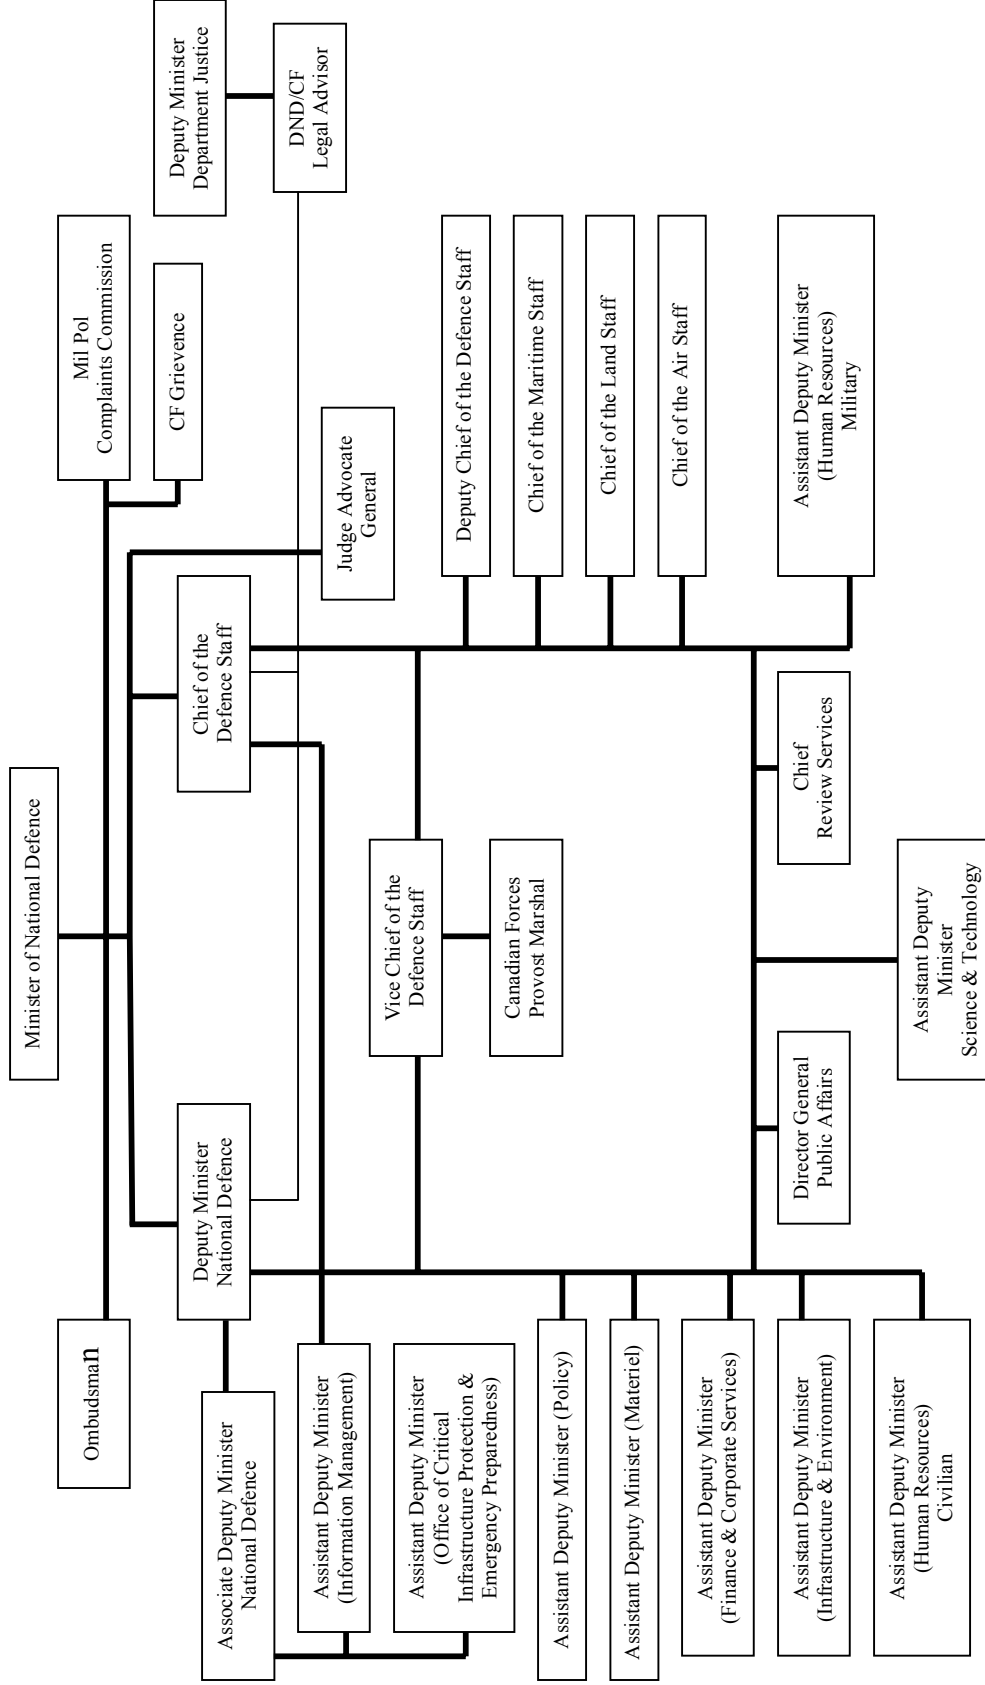 Minister of National Defence
Ombudsman
Mil Pol
Complaints Commission
CF Grievence
Deputy Minister
Department Justice
DND/CF
Legal Advisor
Deputy Minister
National Defence
Chief of the
Defence Staff
Judge Advocate
General
Associate Deputy Minister
National Defence
Assistant Deputy Minister
(Information Management)
Assistant Deputy Minister
(Office of Critical
Infrastructure Protection &
Emergency Preparedness)
Vice Chief of the
Defence Staff
Canadian Forces
Provost Marshal
Deputy Chief of the Defence Staff
Chief of the Maritime Staff
Chief of the Land Staff
Chief of the Air Staff
Assistant Deputy Minister
(Human Resources)
Military
Assistant Deputy Minister (Policy)
Assistant Deputy Minister (Materiel)
Assistant Deputy Minister
(Finance & Corporate Services)
Assistant Deputy Minister
(Infrastructure & Environment)
Assistant Deputy Minister
(Human Resources)
Civilian
Director General
Public Affairs
Chief
Review Services
Assistant Deputy
Minister
Science & Technology